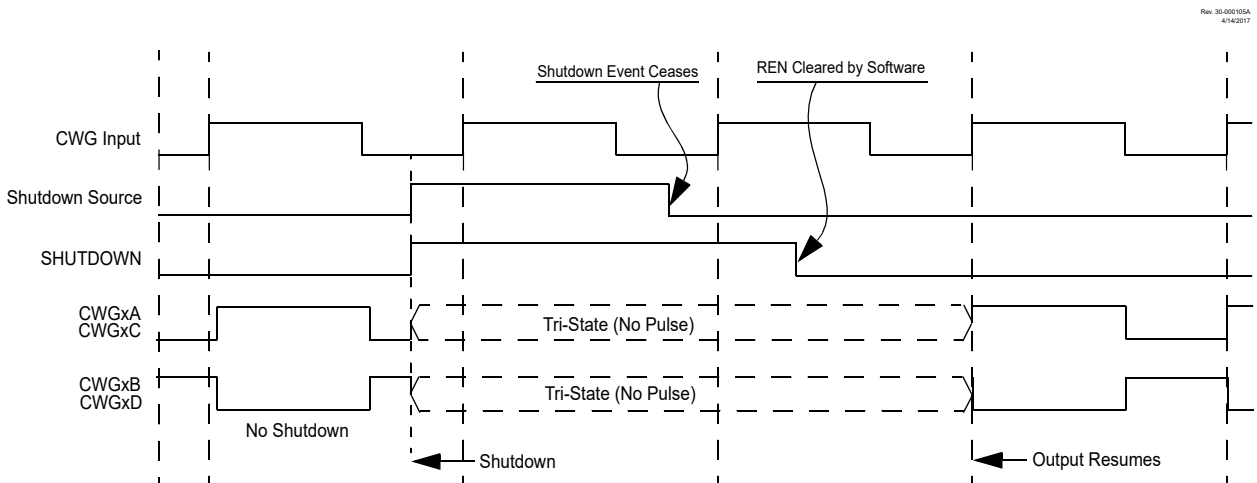 Rev. 30-000105A
4/14/2017
Shutdown Event Ceases
REN Cleared by Software
CWG Input
Shutdown Source
SHUTDOWN
CWGxA
CWGxC
Tri-State (No Pulse)
CWGxB
CWGxD
Tri-State (No Pulse)
No Shutdown
Shutdown
Output Resumes